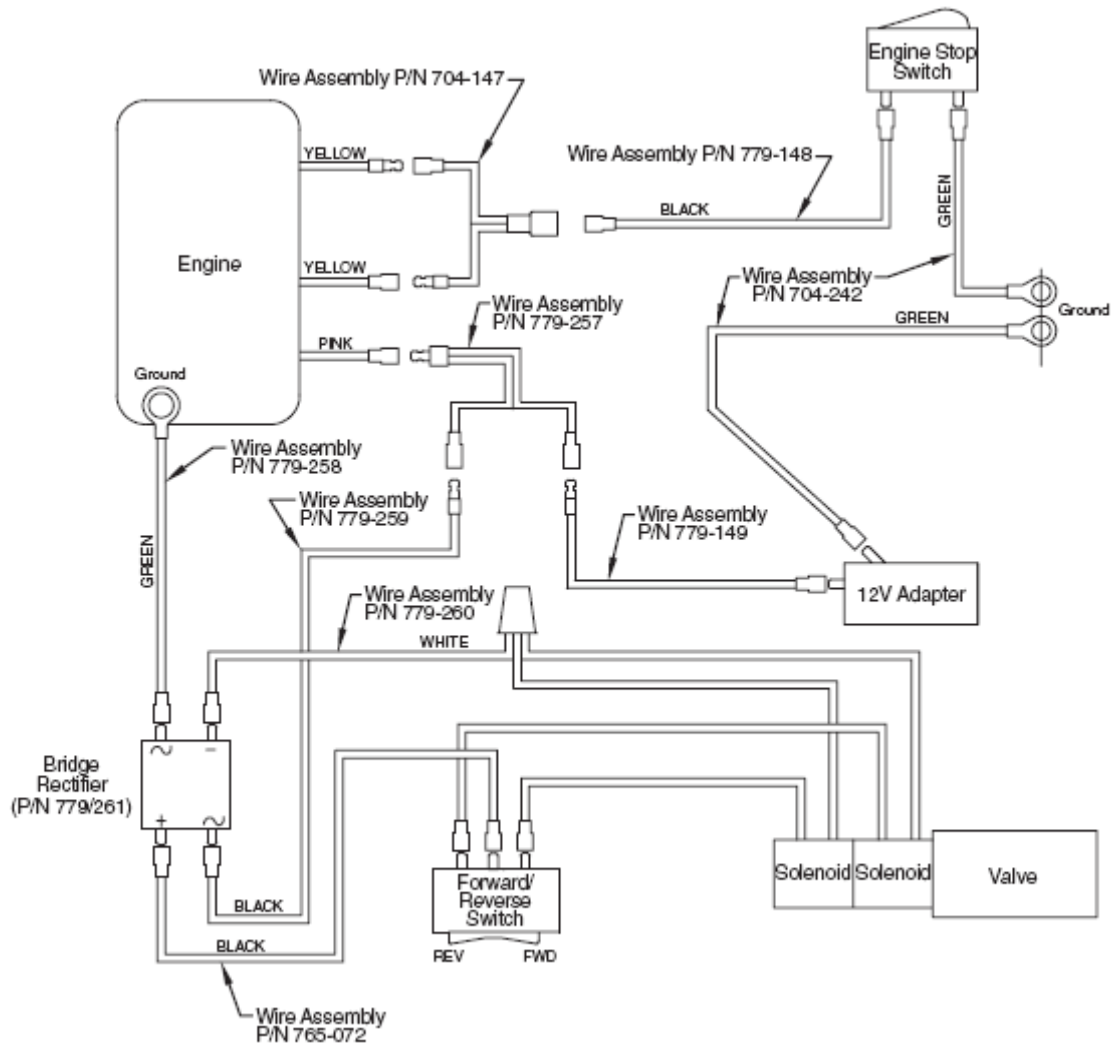 Engine Stop
Switch
Wire Assembly P/N 704-147
YELLOW
Wire Assembly P/N 779-148
BLACK
GREEN
Engine
YELLOW
Wire Assembly
P/N 704-242
Wire Assembly
P/N 779-257
GREEN
Ground
PINK
Ground
Wire Assembly
P/N 779-258
Wire Assembly
P/N 779-259
Wire Assembly
P/N 779-149
GREEN
12V Adapter
Wire Assembly
P/N 779-260
WHITE
~
-
Bridge
Rectifier
(P/N 779/261)
+
~
Solenoid
Solenoid
Valve
Forward/
Reverse
Switch
BLACK
BLACK
REV
FWD
Wire Assembly
P/N 765-072